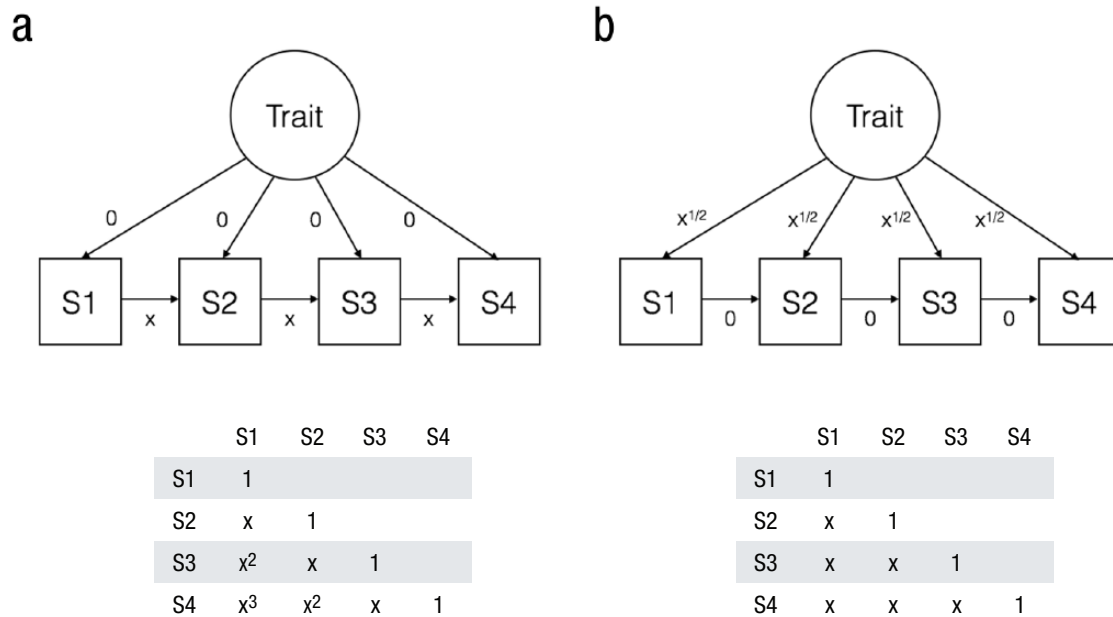 a b
Trait Trait
0 0 0 0 x1/2 x1/2 x1/2 x1/2
S1 S2 S3 S4 S1 S2 S3 S4
x x x 0 0 0
S1 S2 S3 S4 S1 S2 S3 S4
S1 1 S1 1
S2 x 1 S2 x 1
S3 x2 x 1 S3 x x 1
S4 x3 x2 x 1 S4 x x x 1